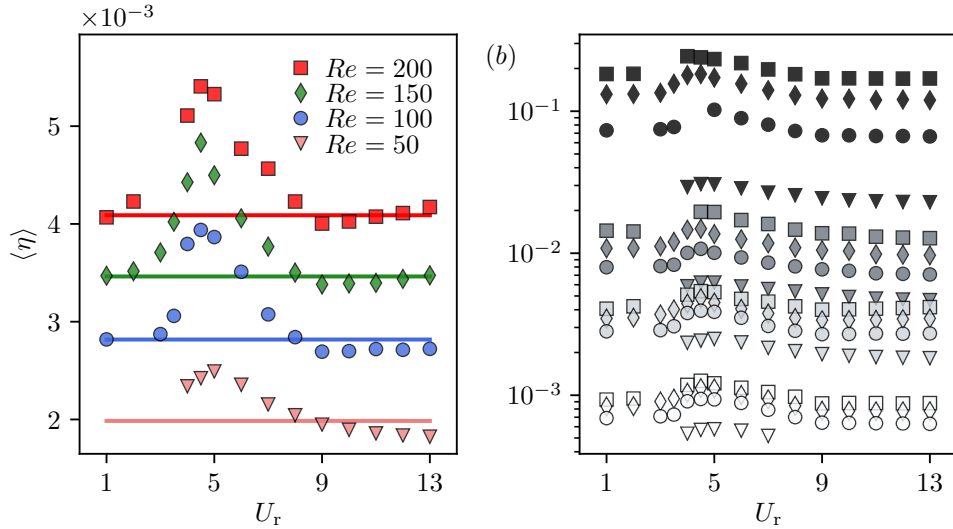 ×10⁻³
5
4
3
2
⟨η⟩
1
5
9
13
U_r
Re = 200
Re = 150
Re = 100
Re = 50
(b)
10⁻¹
10⁻²
10⁻³
1
5
9
13
U_r